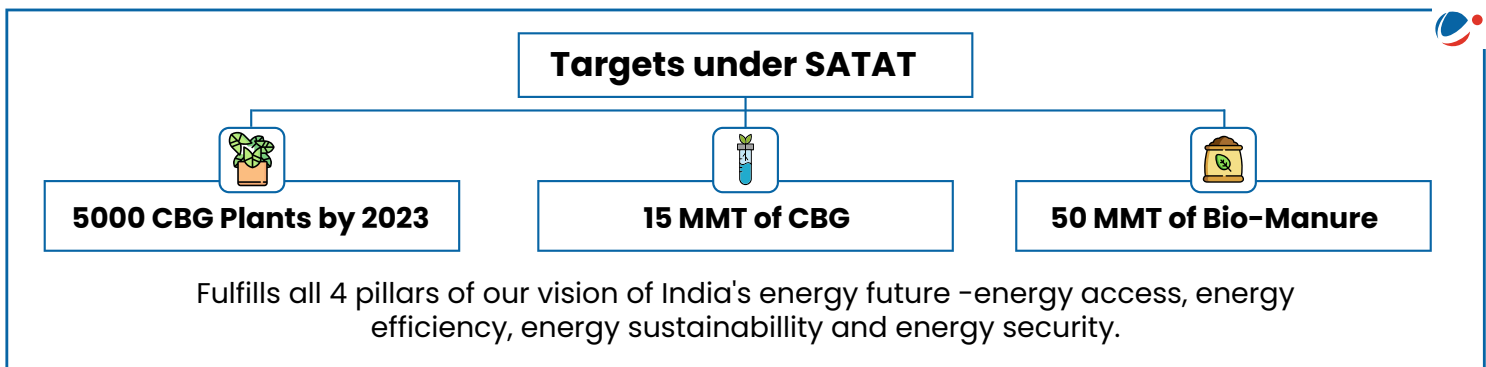 Targets under SATAT
5000 CBG Plants by 2023
15 MMT of CBG
50 MMT of Bio-Manure
Fulfills all 4 pillars of our vision of India's energy future -energy access, energy
efficiency, energy sustainabillity and energy security.